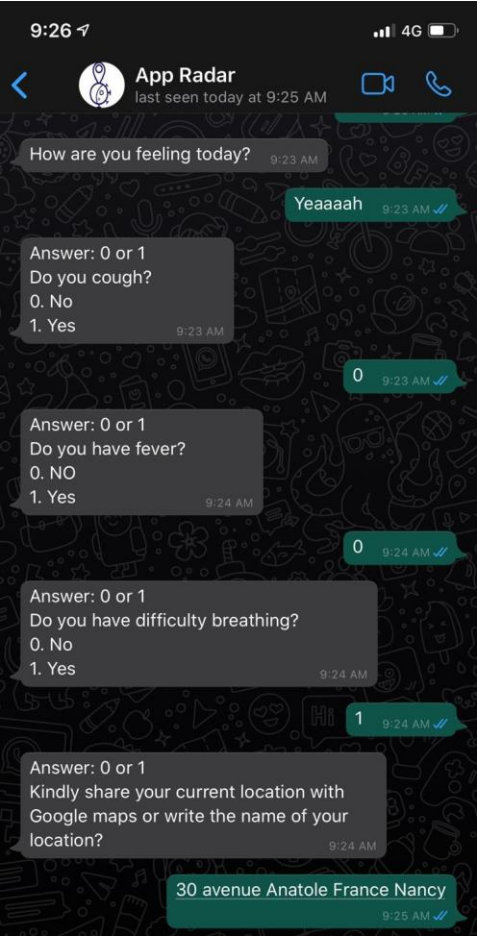 9:26
4G
App Radar
last seen today at 9:25 AM
How are you feeling today? 9:23 AM
Yeaaaah 9:23 AM
Answer: 0 or 1
Do you cough?
0. No
1. Yes 9:23 AM
0 9:23 AM
Answer: 0 or 1
Do you have fever?
0. NO
1. Yes 9:24 AM
0 9:24 AM
Answer: 0 or 1
Do you have difficulty breathing?
0. No
1. Yes 9:24 AM
Hi
1 9:24 AM
Answer: 0 or 1
Kindly share your current location with
Google maps or write the name of your
location? 9:24 AM
30 avenue Anatole France Nancy
9:25 AM